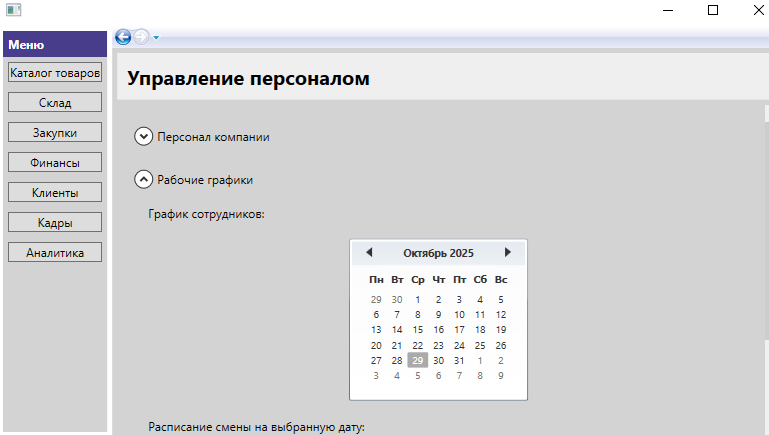 Меню
Каталог товаров
Склад
Закупки
Финансы
Клиенты
Кадры
Аналитика
Управление персоналом
Персонал компании
Рабочие графики
График сотрудников:
Октябрь 2025
Пн Вт Ср Чт Пт Сб Вс
29 30 1 2 3 4 5
6 7 8 9 10 11 12
13 14 15 16 17 18 19
20 21 22 23 24 25 26
27 28 29 30 31 1 2
3 4 5 6 7 8 9
Расписание смены на выбранную дату: